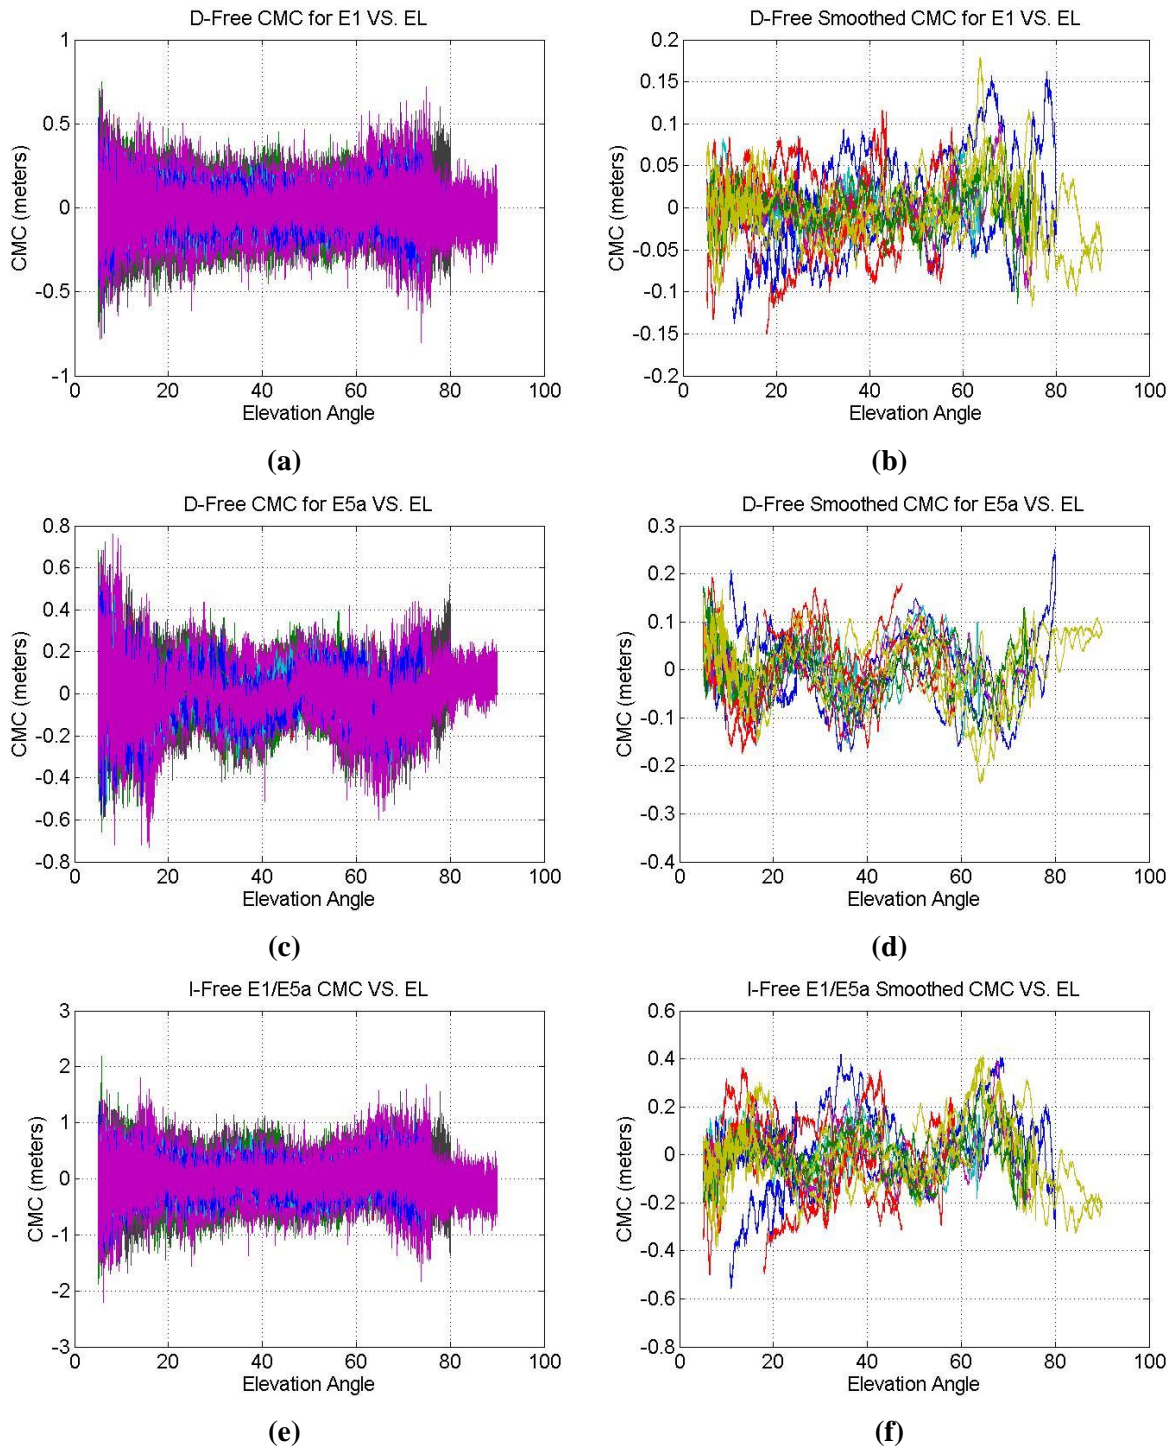 D-Free CMC for E1 VS. EL
CMC (meters)
1
0.5
0
-0.5
-1
0 20 40 60 80 100
Elevation Angle
(a)
D-Free Smoothed CMC for E1 VS. EL
CMC (meters)
0.2
0.15
0.1
0.05
0
-0.05
-0.1
-0.15
-0.2
0 20 40 60 80 100
Elevation Angle
(b)
D-Free CMC for E5a VS. EL
CMC (meters)
0.8
0.6
0.4
0.2
0
-0.2
-0.4
-0.6
-0.8
0 20 40 60 80 100
Elevation Angle
(c)
D-Free Smoothed CMC for E5a VS. EL
CMC (meters)
0.3
0.2
0.1
0
-0.1
-0.2
-0.3
-0.4
0 20 40 60 80 100
Elevation Angle
(d)
I-Free E1/E5a CMC VS. EL
CMC (meters)
3
2
1
0
-1
-2
-3
0 20 40 60 80 100
Elevation Angle
(e)
I-Free E1/E5a Smoothed CMC VS. EL
CMC (meters)
0.6
0.4
0.2
0
-0.2
-0.4
-0.6
-0.8
0 20 40 60 80 100
Elevation Angle
(f)